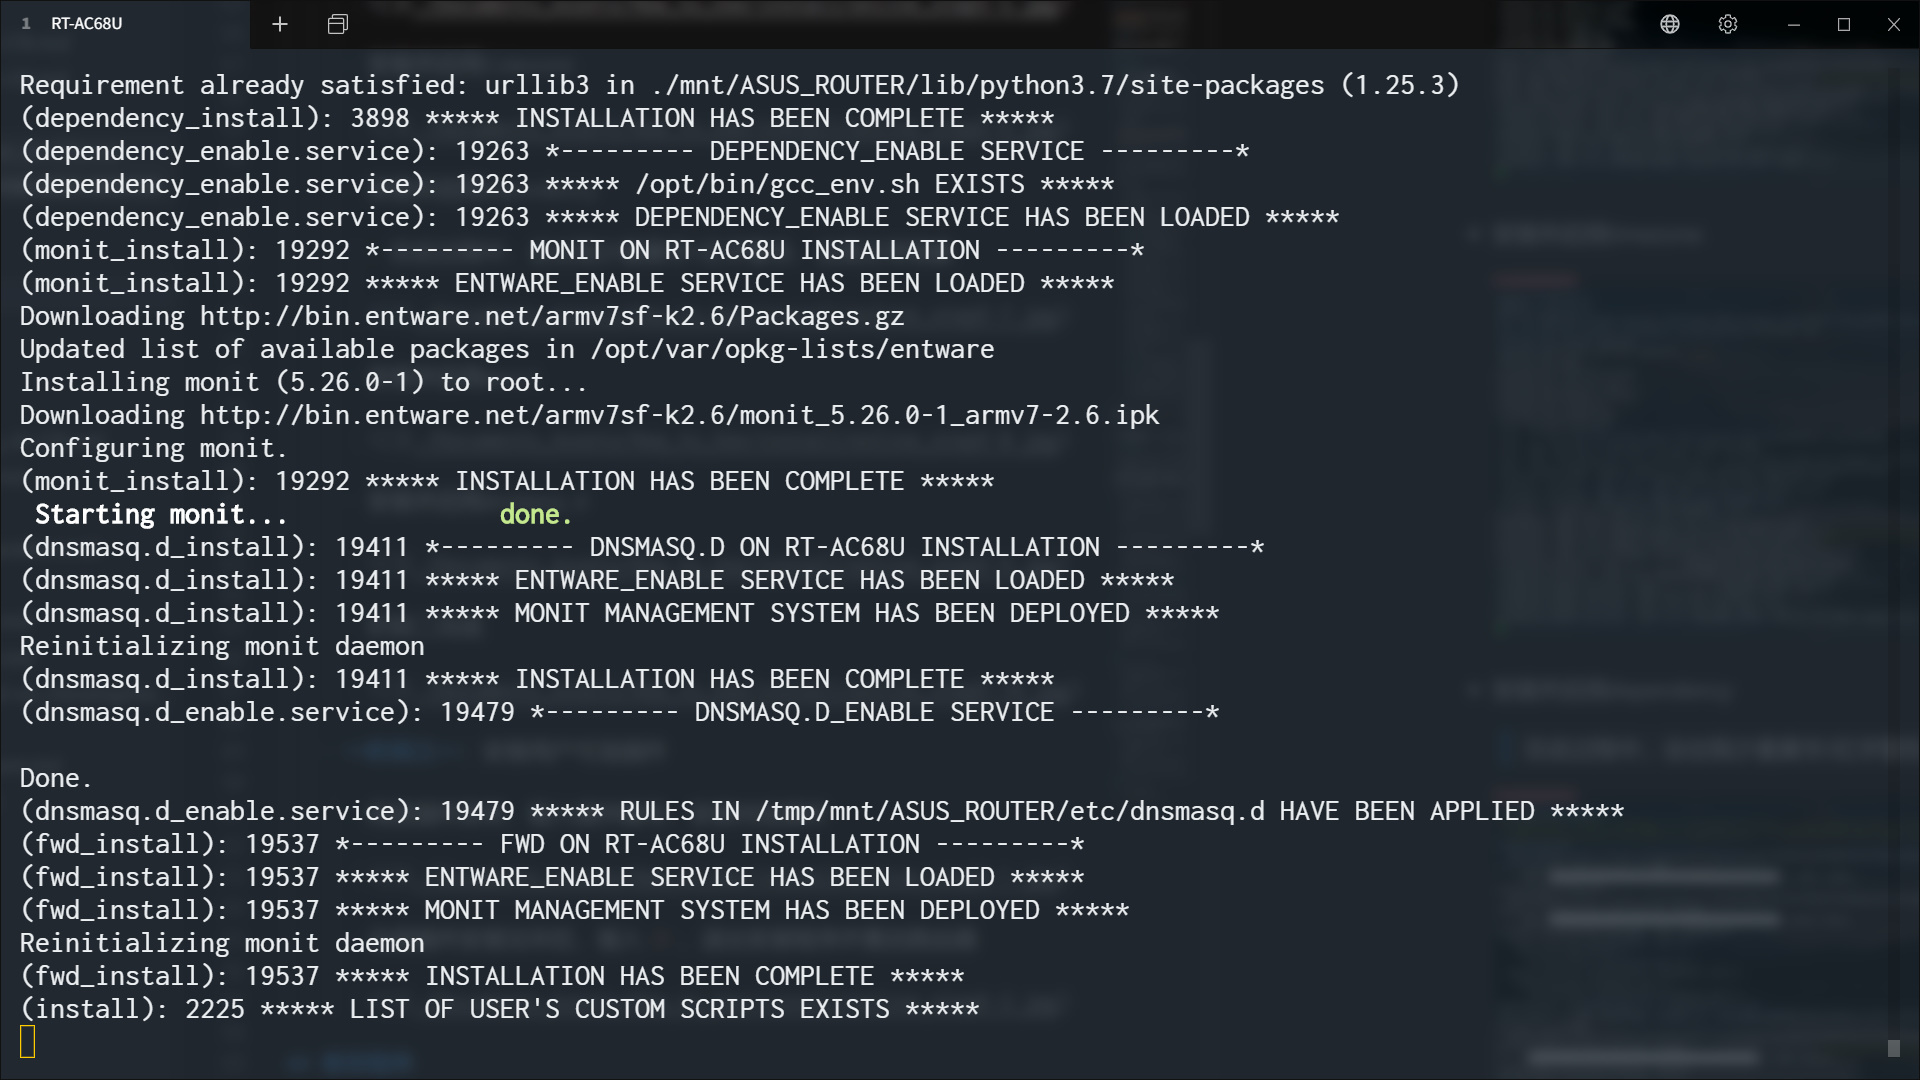 1 RT-AC68U
Requirement already satisfied: urllib3 in ./mnt/ASUS_ROUTER/lib/python3.7/site-packages (1.25.3)
(dependency_install): 3898 ***** INSTALLATION HAS BEEN COMPLETE *****
(dependency_enable.service): 19263 *--------- DEPENDENCY_ENABLE SERVICE ---------*
(dependency_enable.service): 19263 ***** /opt/bin/gcc_env.sh EXISTS *****
(dependency_enable.service): 19263 ***** DEPENDENCY_ENABLE SERVICE HAS BEEN LOADED *****
(monit_install): 19292 *--------- MONIT ON RT-AC68U INSTALLATION ---------*
(monit_install): 19292 ***** ENTWARE_ENABLE SERVICE HAS BEEN LOADED *****
Downloading http://bin.entware.net/armv7sf-k2.6/Packages.gz
Updated list of available packages in /opt/var/opkg-lists/entware
Installing monit (5.26.0-1) to root...
Downloading http://bin.entware.net/armv7sf-k2.6/monit_5.26.0-1_armv7-2.6.ipk
Configuring monit.
(monit_install): 19292 ***** INSTALLATION HAS BEEN COMPLETE *****
Starting monit... done.
(dnsmasq.d_install): 19411 *--------- DNSMASQ.D ON RT-AC68U INSTALLATION ---------*
(dnsmasq.d_install): 19411 ***** ENTWARE_ENABLE SERVICE HAS BEEN LOADED *****
(dnsmasq.d_install): 19411 ***** MONIT MANAGEMENT SYSTEM HAS BEEN DEPLOYED *****
Reinitializing monit daemon
(dnsmasq.d_install): 19411 ***** INSTALLATION HAS BEEN COMPLETE *****
(dnsmasq.d_enable.service): 19479 *--------- DNSMASQ.D_ENABLE SERVICE ---------*
Done.
(dnsmasq.d_enable.service): 19479 ***** RULES IN /tmp/mnt/ASUS_ROUTER/etc/dnsmasq.d HAVE BEEN APPLIED *****
(fwd_install): 19537 *--------- FWD ON RT-AC68U INSTALLATION ---------*
(fwd_install): 19537 ***** ENTWARE_ENABLE SERVICE HAS BEEN LOADED *****
(fwd_install): 19537 ***** MONIT MANAGEMENT SYSTEM HAS BEEN DEPLOYED *****
Reinitializing monit daemon
(fwd_install): 19537 ***** INSTALLATION HAS BEEN COMPLETE *****
(install): 2225 ***** LIST OF USER'S CUSTOM SCRIPTS EXISTS *****